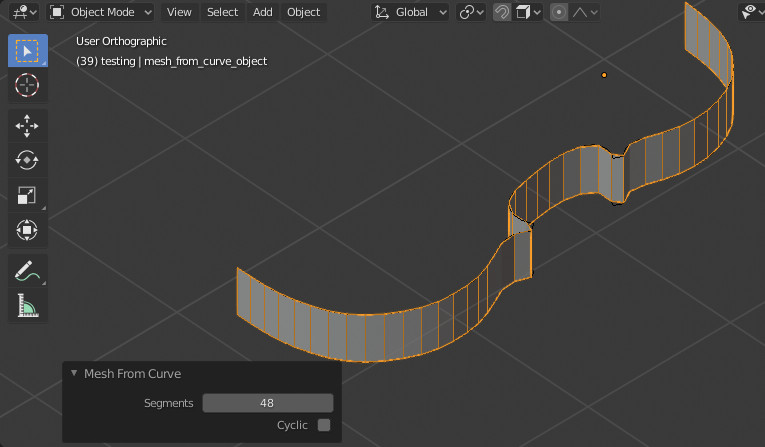 Object Mode View Select Add Object Global
User Orthographic
(39) testing | mesh_from_curve_object
Mesh From Curve
Segments 48
Cyclic